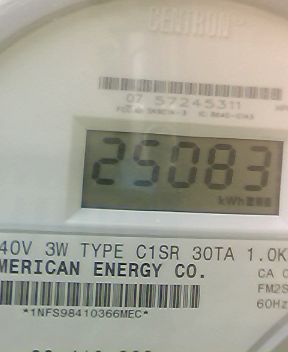 CENTRON
07 57245311
25083
kWh
40V 3W TYPE C1SR 30TA 1.0K
MERICAN ENERGY CO.
CA 0
FM2S
60Hz
*1NFS98410366MEC*